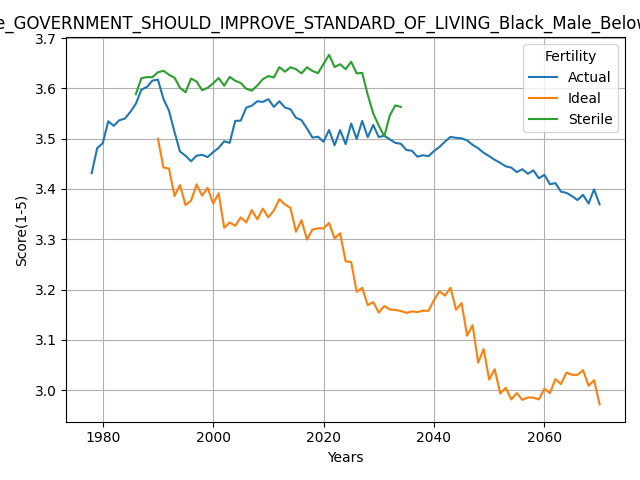 e_GOVERNMENT_SHOULD_IMPROVE_STANDARD_OF_LIVING_Black_Male_Below
Fertility
Actual
Ideal
Sterile
Score(1-5)
3.7
3.6
3.5
3.4
3.3
3.2
3.1
3.0
1980
2000
2020
2040
2060
Years